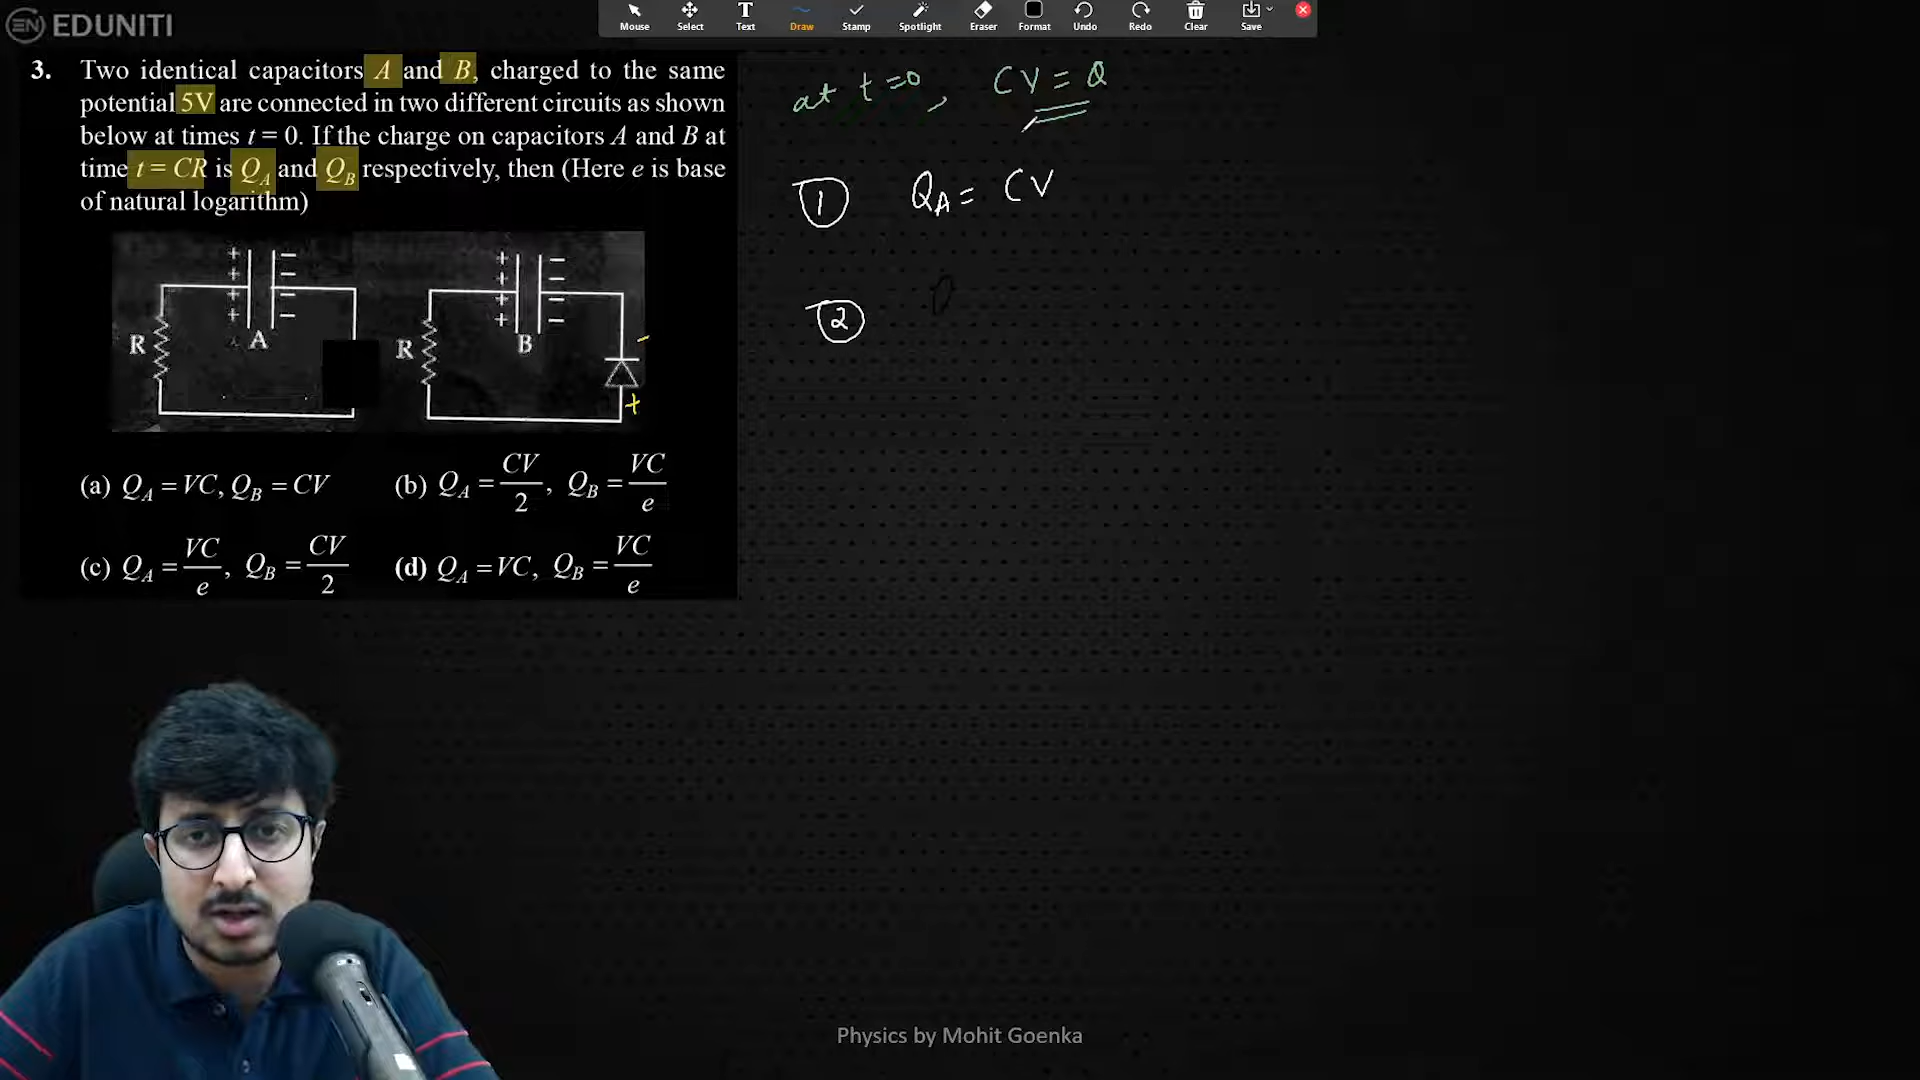 EN EDUNITI
Mouse Select Text Draw Stamp Spotlight Eraser Format Undo Redo Clear Save
3. Two identical capacitors A and B, charged to the same
potential 5V are connected in two different circuits as shown
below at times t = 0. If the charge on capacitors A and B at
time t = CR is Q_A and Q_B respectively, then (Here e is base
of natural logarithm)
R A
R B
(a) Q_A = VC, Q_B = CV (b) Q_A = CV/2, Q_B = VC/e
(c) Q_A = VC/e, Q_B = CV/2 (d) Q_A = VC, Q_B = VC/e
at t=0, CV = Q
1 Q_A = CV
2
Physics by Mohit Goenka